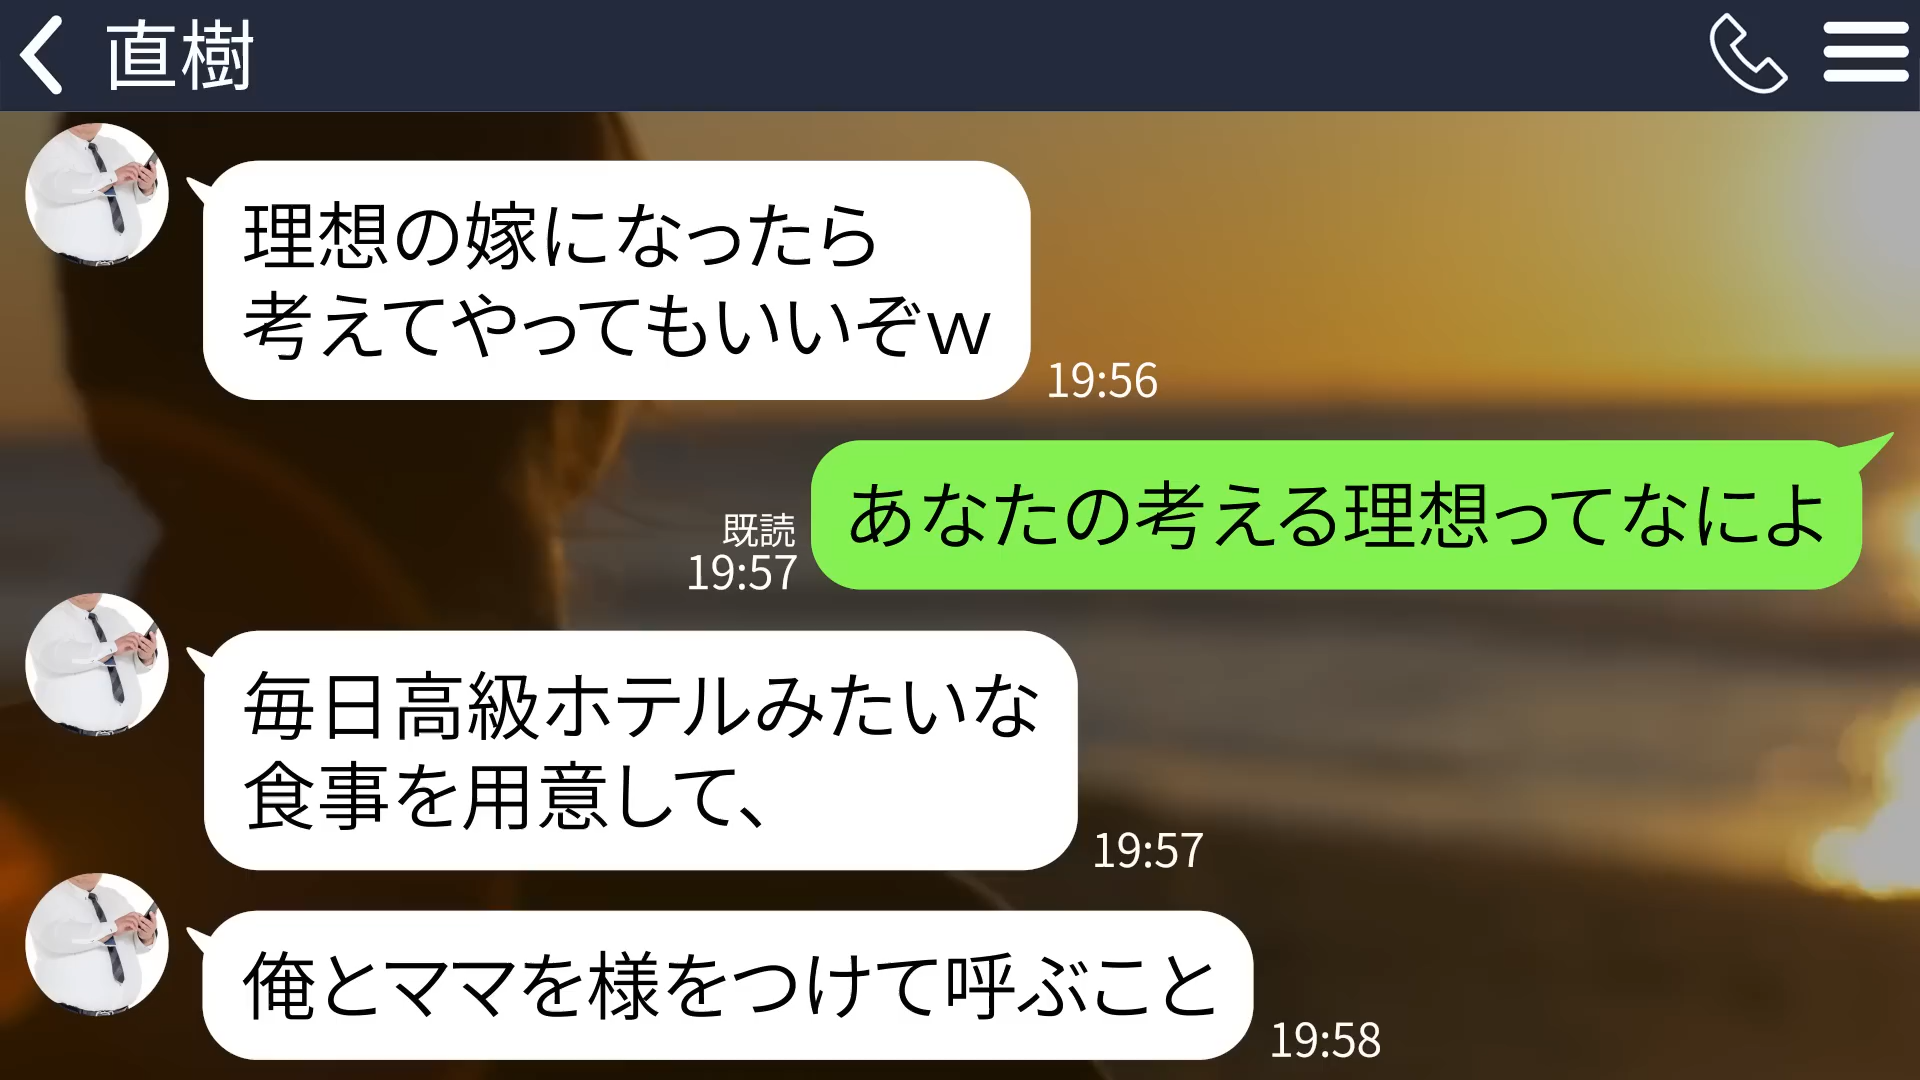 直樹
理想の嫁になったら
考えてやってもいいぞw
19:56
あなたの考える理想ってなによ
既読
19:57
毎日高級ホテルみたいな
食事を用意して、
19:57
俺とママを様をつけて呼ぶこと
19:58